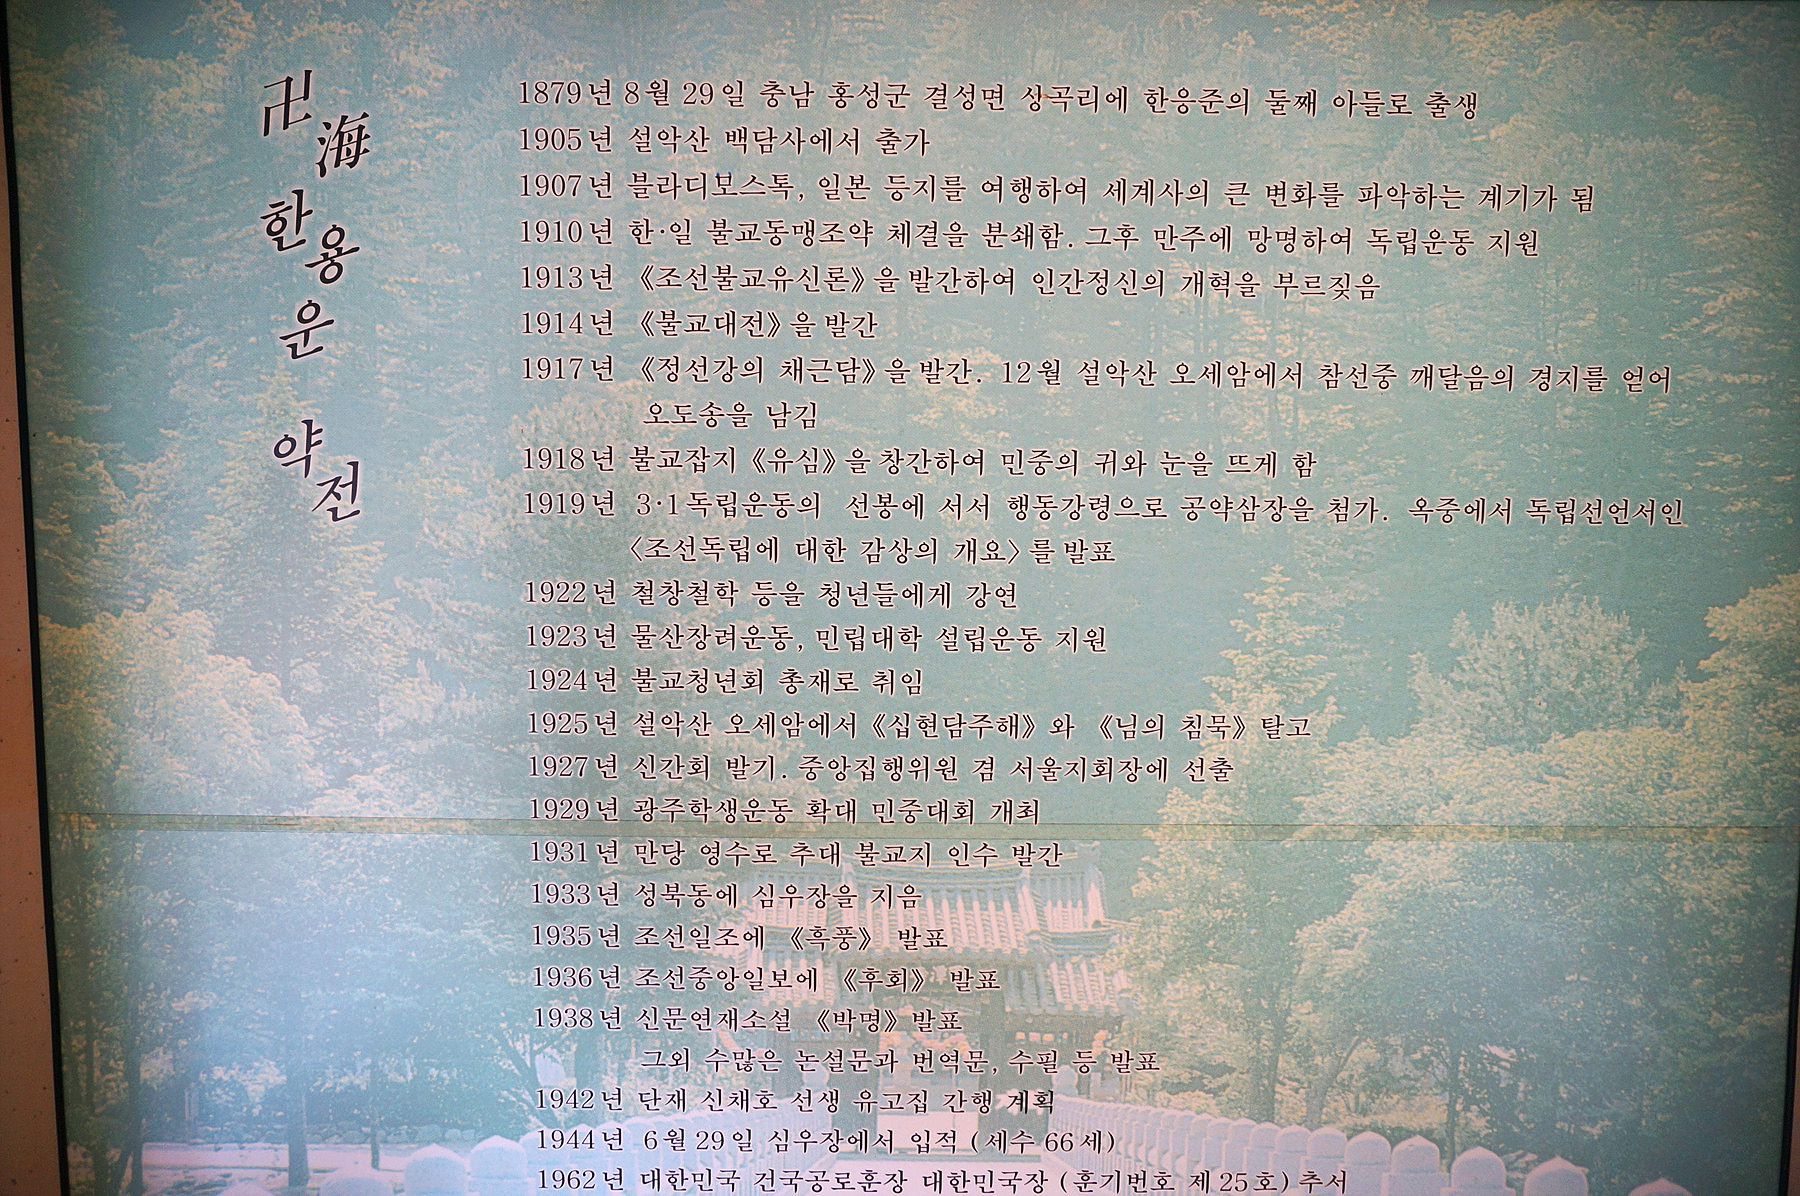 卍海 한용운 약전
1879년 8월 29일 충남 홍성군 결성면 성곡리에 한응준의 둘째 아들로 출생
1905년 설악산 백담사에서 출가
1907년 블라디보스톡, 일본 등지를 여행하여 세계사의 큰 변화를 파악하는 계기가 됨
1910년 한·일 불교동맹조약 체결을 분쇄함. 그후 만주에 망명하여 독립운동 지원
1913년 《조선불교유신론》을 발간하여 인간정신의 개혁을 부르짖음
1914년 《불교대전》을 발간
1917년 《정선강의 채근담》을 발간. 12월 설악산 오세암에서 참선중 깨달음의 경지를 얻어
오도송을 남김
1918년 불교잡지 《유심》을 창간하여 민중의 귀와 눈을 뜨게 함
1919년 3·1독립운동의 선봉에 서서 행동강령으로 공약삼장을 첨가. 옥중에서 독립선언서인
〈조선독립에 대한 감상의 개요〉를 발표
1922년 철창철학 등을 청년들에게 강연
1923년 물산장려운동, 민립대학 설립운동 지원
1924년 불교청년회 총재로 취임
1925년 설악산 오세암에서 《십현담주해》와 《님의 침묵》 탈고
1927년 신간회 발기. 중앙집행위원 겸 서울지회장에 선출
1929년 광주학생운동 확대 민중대회 개최
1931년 만당 영수로 추대 불교지 인수 발간
1933년 성북동에 심우장을 지음
1935년 조선일조에 《흑풍》 발표
1936년 조선중앙일보에 《후회》 발표
1938년 신문연재소설 《박명》 발표
그외 수많은 논설문과 번역문, 수필 등 발표
1942년 단재 신채호 선생 유고집 간행 계획
1944년 6월 29일 심우장에서 입적 (세수 66세)
1962년 대한민국 건국공로훈장 대한민국장 (훈기번호 제 25호) 추서